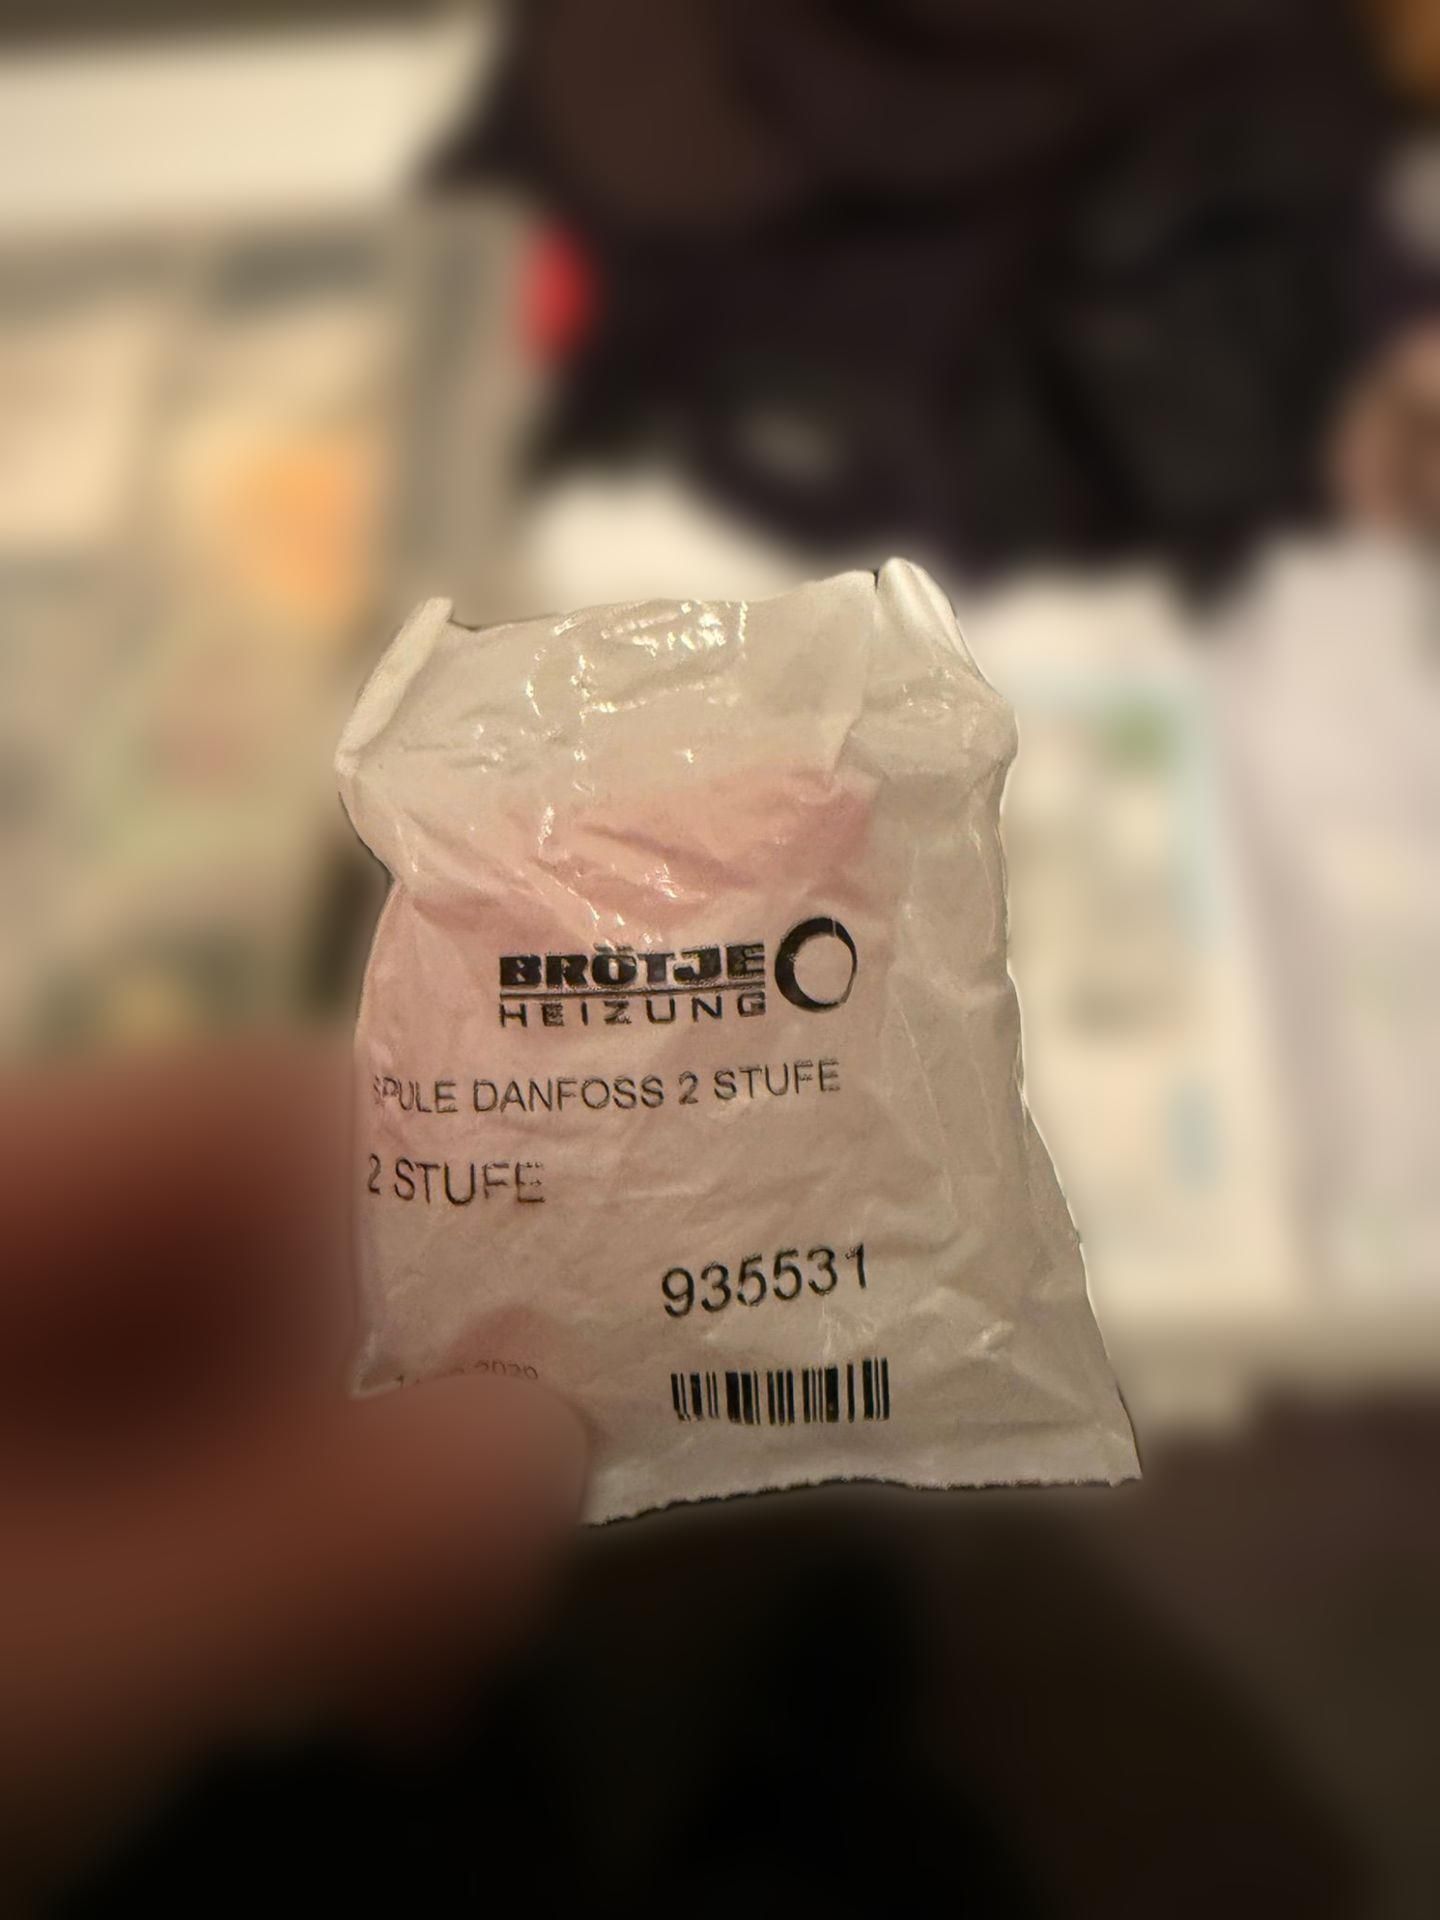 BRÖTJE
HEIZUNG
SPULE DANFOSS 2 STUFE
2 STUFE
935531